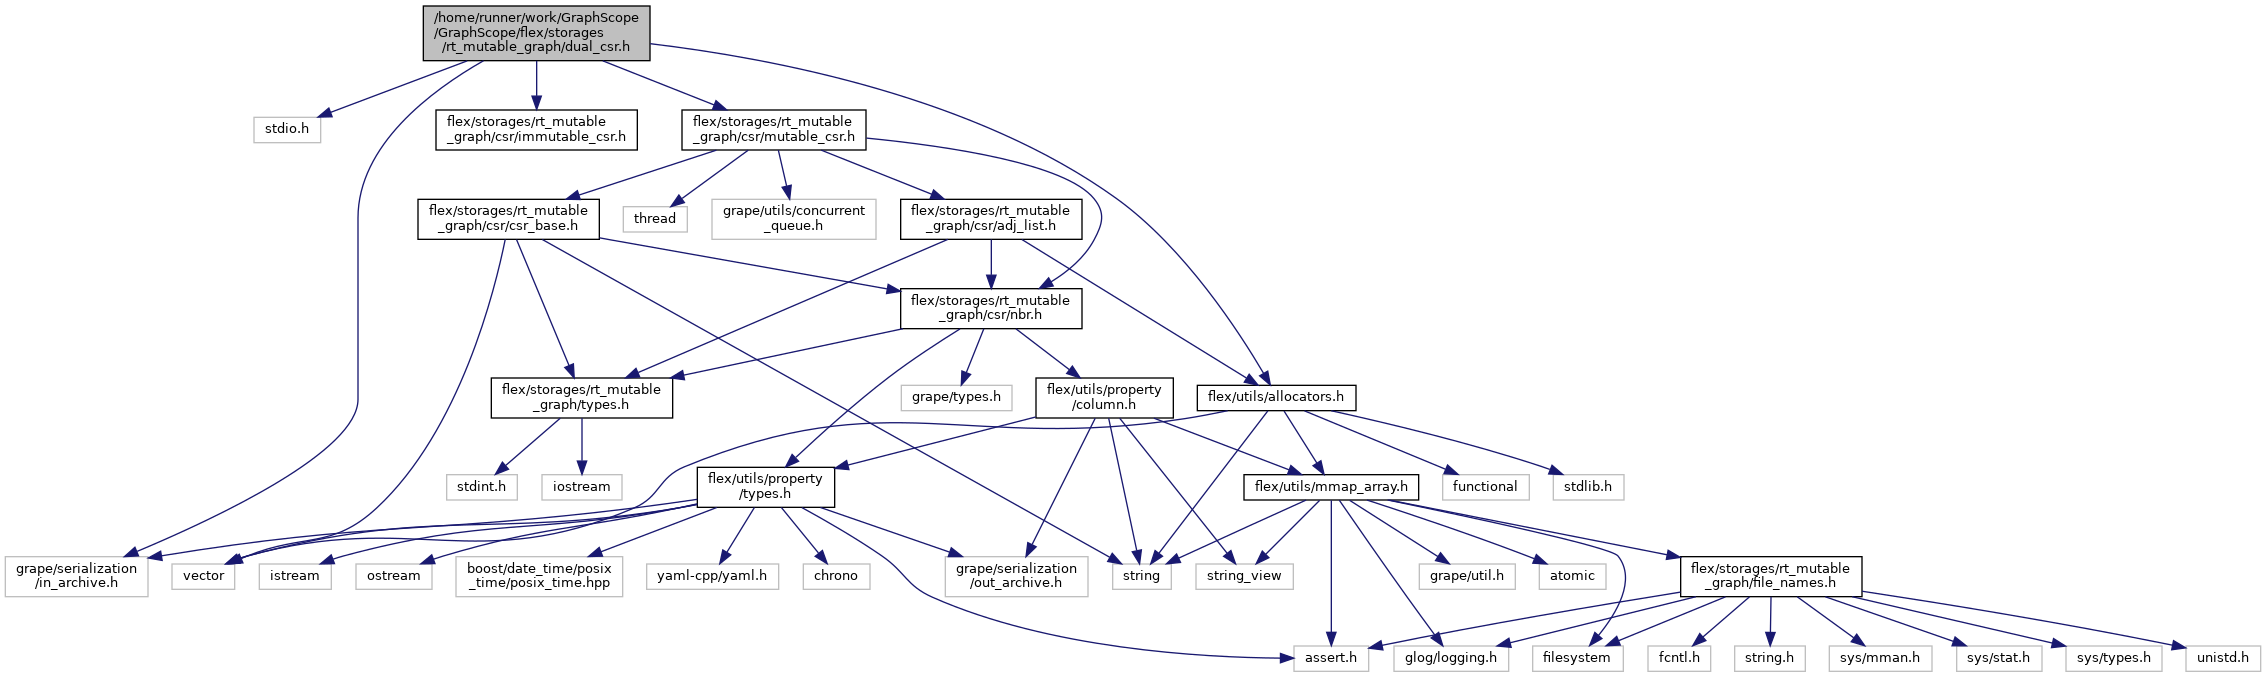 /home/runner/work/GraphScope
/GraphScope/flex/storages
/rt_mutable_graph/dual_csr.h
stdio.h
flex/storages/rt_mutable
_graph/csr/immutable_csr.h
flex/storages/rt_mutable
_graph/csr/mutable_csr.h
flex/storages/rt_mutable
_graph/csr/csr_base.h
thread
grape/utils/concurrent
_queue.h
flex/storages/rt_mutable
_graph/csr/adj_list.h
flex/storages/rt_mutable
_graph/csr/nbr.h
flex/storages/rt_mutable
_graph/types.h
grape/types.h
flex/utils/property
/column.h
flex/utils/allocators.h
stdint.h
iostream
flex/utils/property
/types.h
flex/utils/mmap_array.h
functional
stdlib.h
grape/serialization
/in_archive.h
vector
istream
ostream
boost/date_time/posix
_time/posix_time.hpp
yaml-cpp/yaml.h
chrono
grape/serialization
/out_archive.h
string
string_view
grape/util.h
atomic
flex/storages/rt_mutable
_graph/file_names.h
assert.h
glog/logging.h
filesystem
fcntl.h
string.h
sys/mman.h
sys/stat.h
sys/types.h
unistd.h